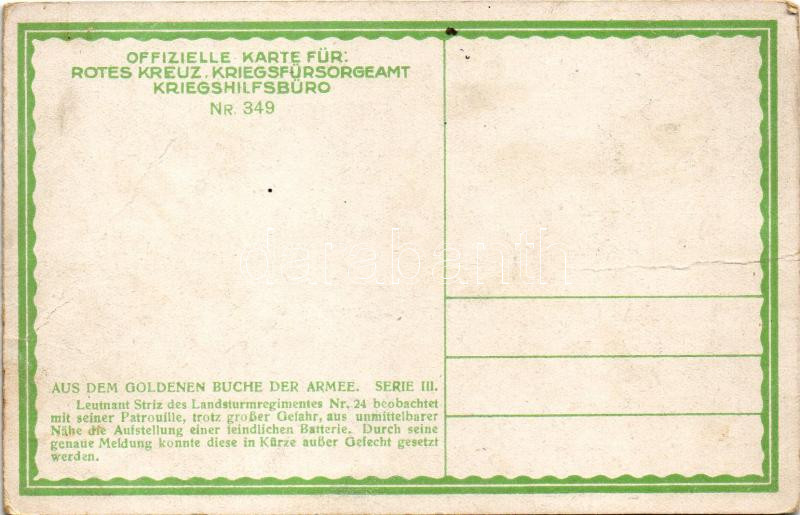 OFFIZIELLE KARTE FÜR:
ROTES KREUZ, KRIEGSFÜRSORGEAMT
KRIEGSHILFSBÜRO
NR. 349
darabanth
AUS DEM GOLDENEN BUCHE DER ARMEE. SERIE III.
Leutnant Striz des Landsturmregimentes Nr. 24 beobachtet
mit seiner Patrouille, trotz großer Gefahr, aus unmittelbarer
Nähe die Aufstellung einer feindlichen Batterie. Durch seine
genaue Meldung konnte diese in Kürze außer Gefecht gesetzt
werden.